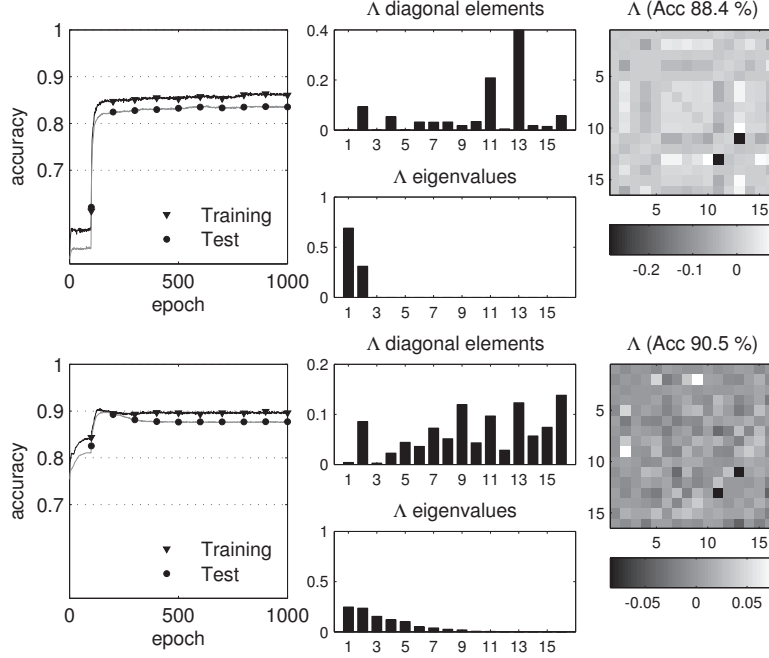 Λ diagonal elements
Λ (Acc 88.4 %)
1
0.9
0.8
0.7
accuracy
Training
Test
0
500
1000
epoch
0.4
0.2
0
1 3 5 7 9 11 13 15
Λ eigenvalues
1
0.5
0
1 3 5 7 9 11 13 15
5
10
15
5 10 15
-0.2 -0.1 0
Λ diagonal elements
Λ (Acc 90.5 %)
1
0.9
0.8
0.7
accuracy
Training
Test
0
500
1000
epoch
0.2
0.1
0
1 3 5 7 9 11 13 15
Λ eigenvalues
1
0.5
0
1 3 5 7 9 11 13 15
5
10
15
5 10 15
-0.05 0 0.05